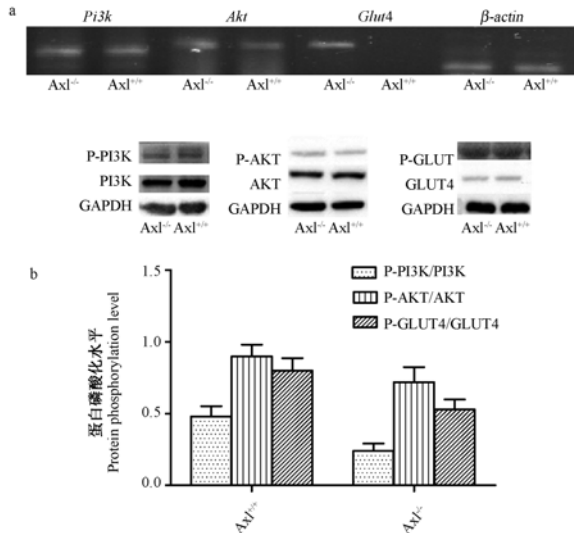 a
Pi3k Akt Glut4 β-actin
Axl-/- Axl+/+ Axl-/- Axl+/+ Axl-/- Axl+/+ Axl-/- Axl+/+
P-PI3K P-AKT P-GLUT
PI3K AKT GLUT4
GAPDH GAPDH GAPDH
Axl-/- Axl+/+ Axl-/- Axl+/+ Axl-/- Axl+/+
b
蛋白磷酸化水平
Protein phosphorylation level
1.5
1.0
0.5
0.0
P-PI3K/PI3K
P-AKT/AKT
P-GLUT4/GLUT4
Axl+/+ Axl-/-